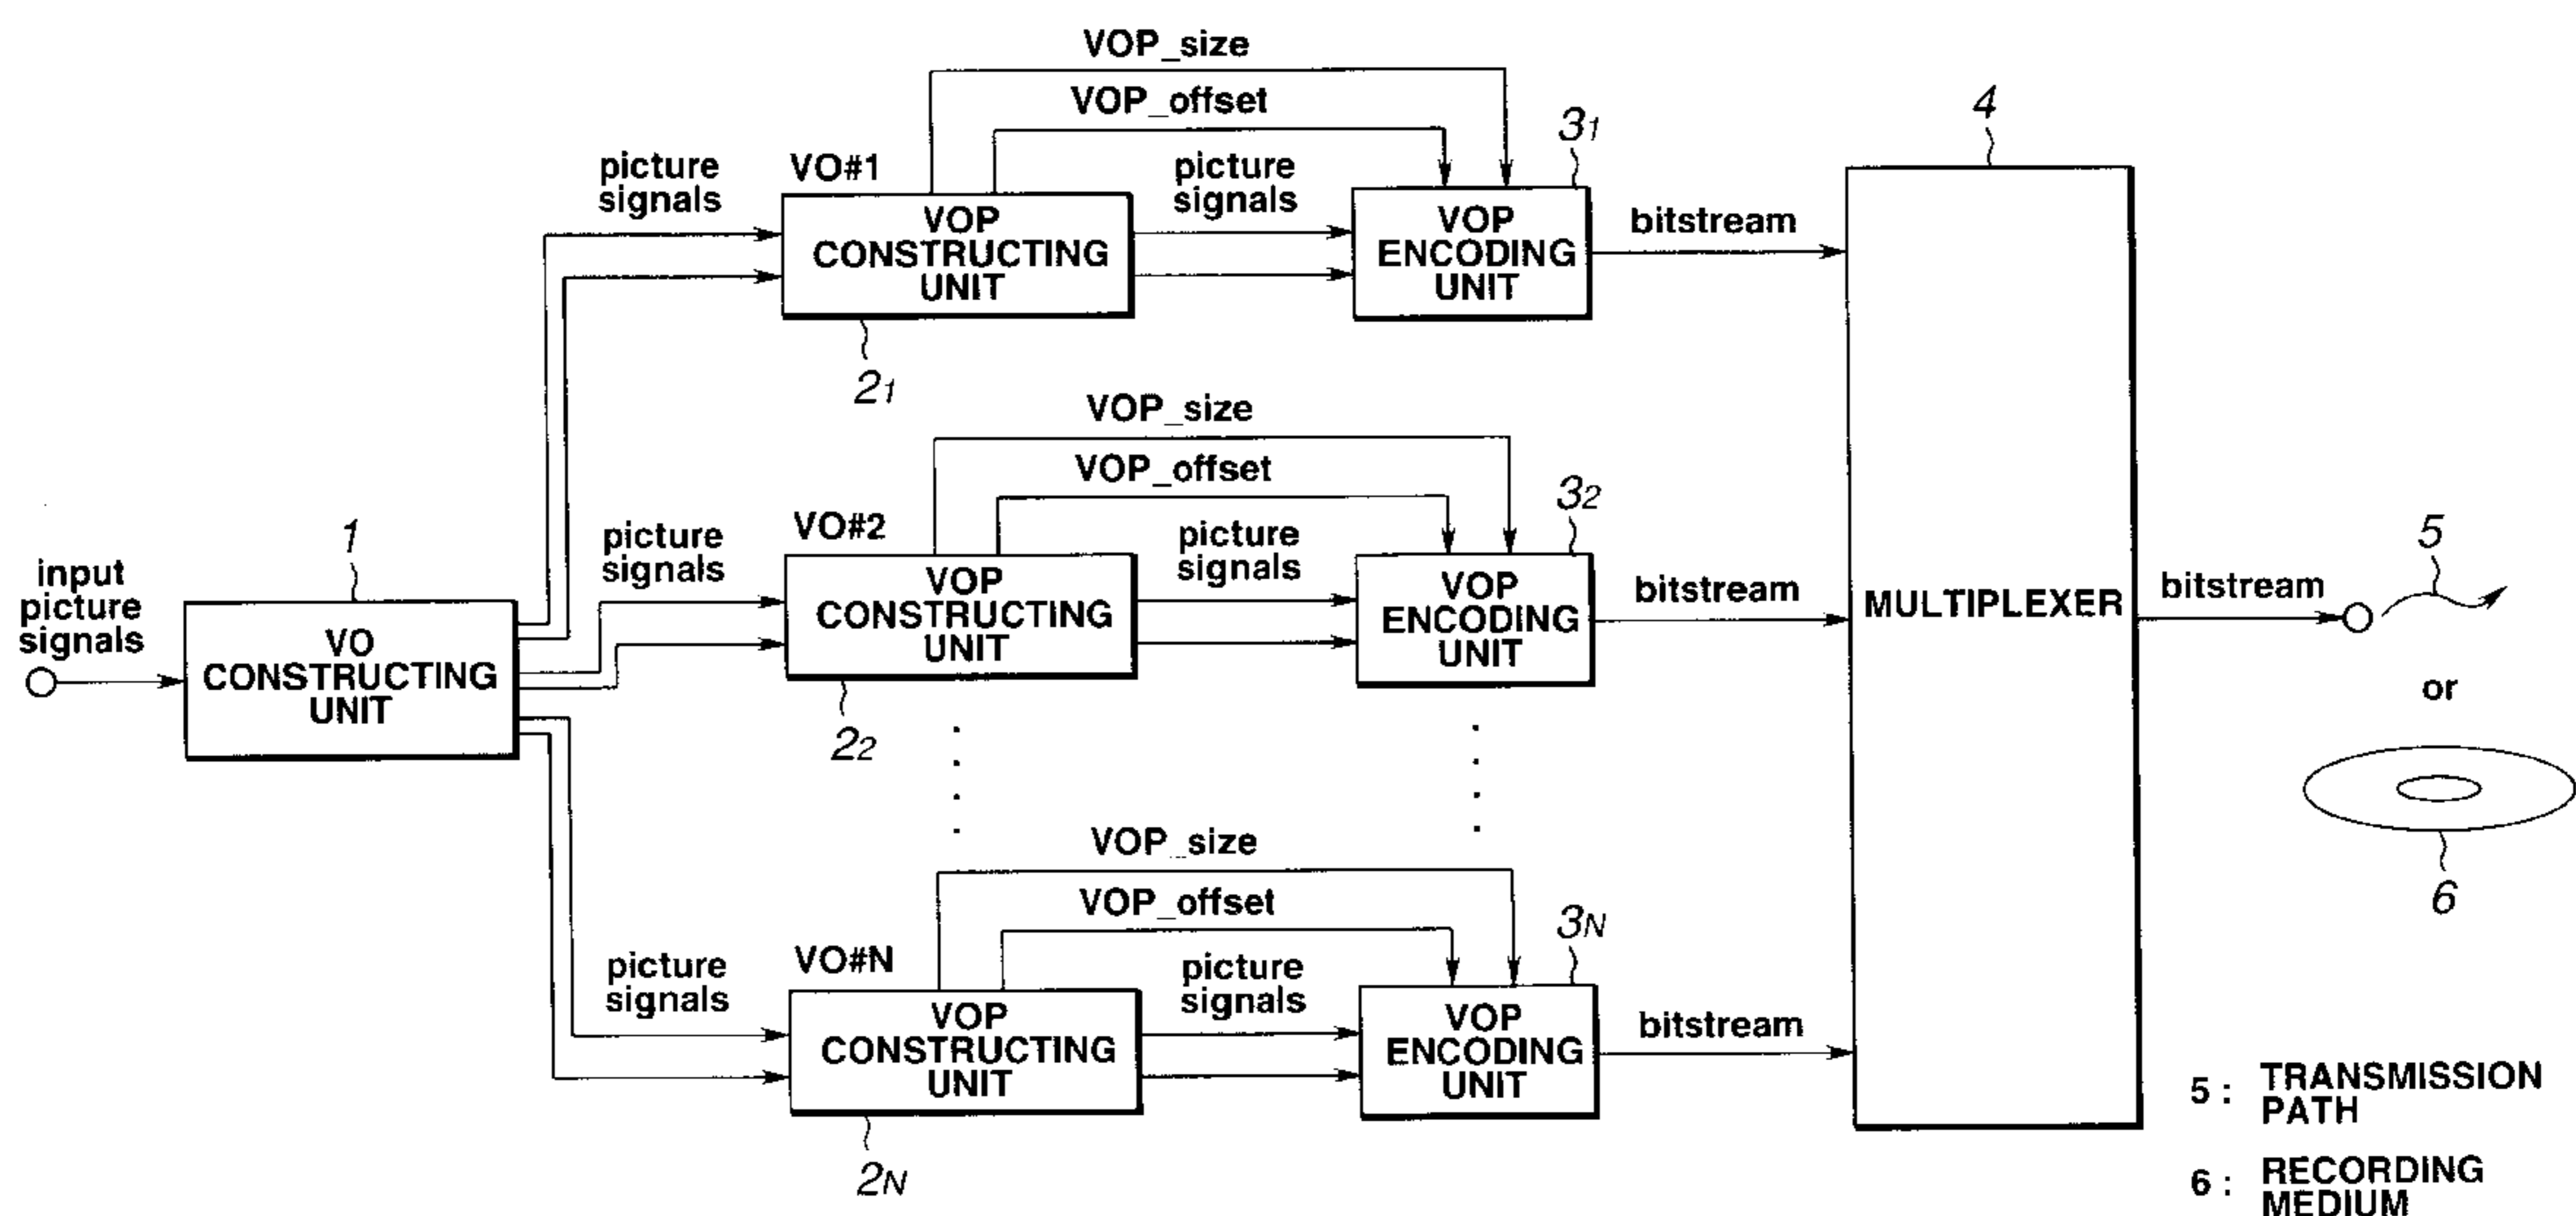 VOP_size
VOP_offset
4
31
picture
signals
VO#1
picture
signals
VOP
CONSTRUCTING
UNIT
VOP
ENCODING
UNIT
bitstream
21
VOP_size
VOP_offset
32
1
picture
signals
VO#2
picture
signals
5
input
picture
signals
VO
CONSTRUCTING
UNIT
VOP
CONSTRUCTING
UNIT
VOP
ENCODING
UNIT
bitstream
MULTIPLEXER
bitstream
or
22
VOP_size
VOP_offset
6
3N
picture
signals
VO#N
picture
signals
VOP
CONSTRUCTING
UNIT
VOP
ENCODING
UNIT
bitstream
2N
5 : TRANSMISSION
PATH
6 : RECORDING
MEDIUM